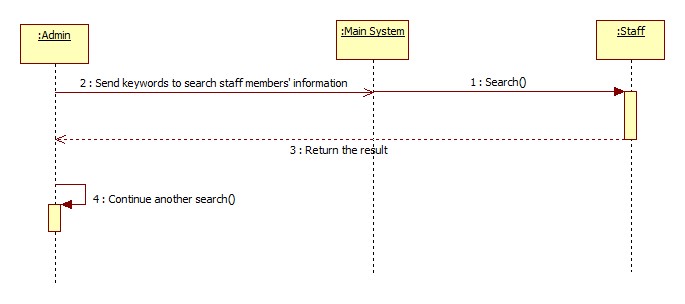 :Admin
:Main System
:Staff
2 : Send keywords to search staff members' information
1 : Search()
3 : Return the result
4 : Continue another search()